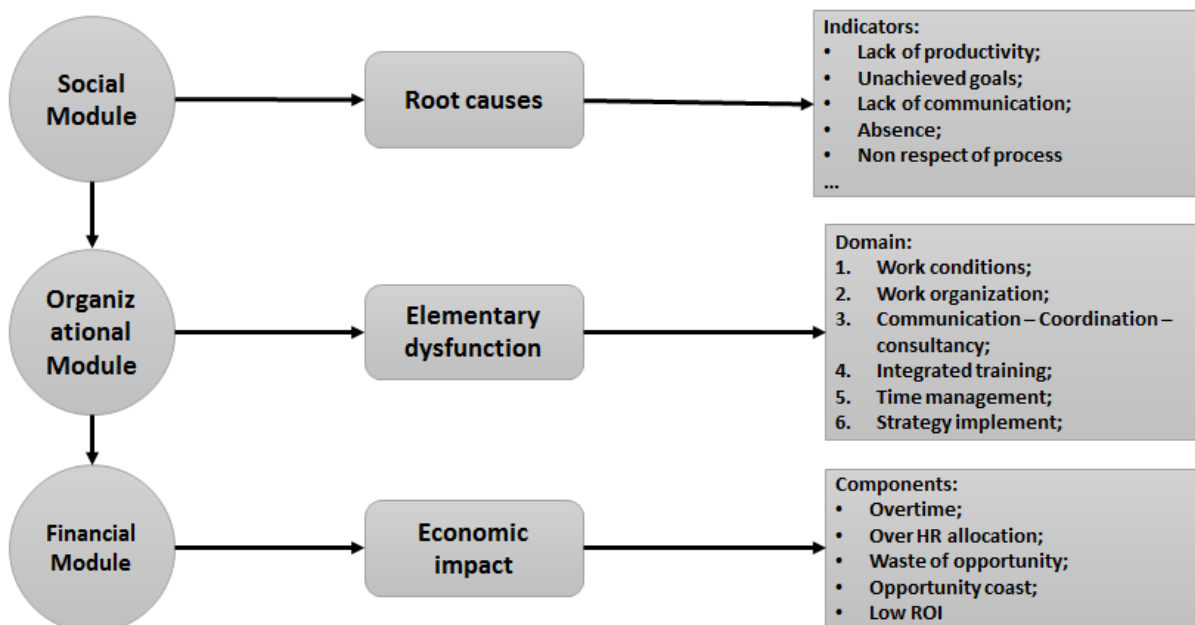 Social
Module
Root causes
Indicators:
• Lack of productivity;
• Unachieved goals;
• Lack of communication;
• Absence;
• Non respect of process
...
Organiz
ational
Module
Elementary
dysfunction
Domain:
1. Work conditions;
2. Work organization;
3. Communication – Coordination –
consultancy;
4. Integrated training;
5. Time management;
6. Strategy implement;
Financial
Module
Economic
impact
Components:
• Overtime;
• Over HR allocation;
• Waste of opportunity;
• Opportunity coast;
• Low ROI